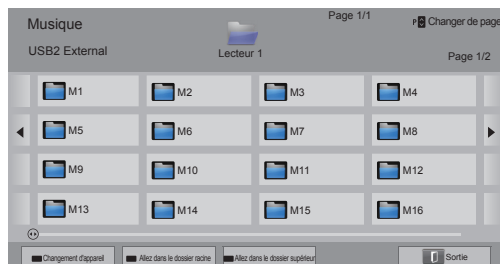 Musique
Page 1/1
P Changer de page
USB2 External
Lecteur 1
Page 1/2
M1 M2 M3 M4
M5 M6 M7 M8
M9 M10 M11 M12
M13 M14 M15 M16
Changement d'appareil Allez dans le dossier racine Allez dans le dossier supérieur Sortie